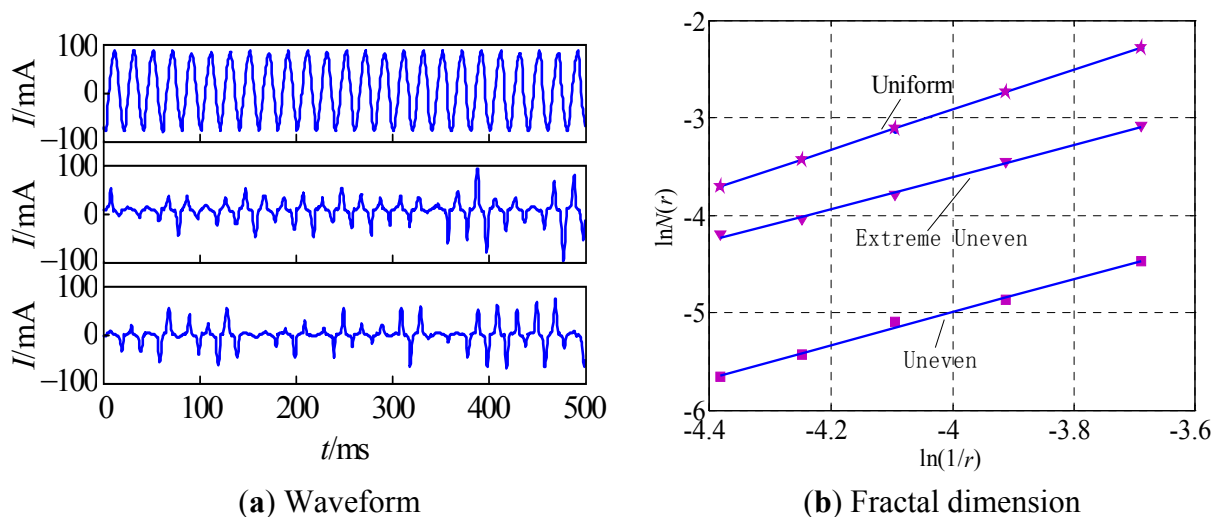 100
0
–100
I/mA
100
0
–100
I/mA
100
0
–100
I/mA
0 100 200 300 400 500
t/ms
(a) Waveform
-2
-3
-4
-5
-6
lnN(r)
Uniform
Extreme Uneven
Uneven
-4.4 -4.2 -4 -3.8 -3.6
ln(1/r)
(b) Fractal dimension